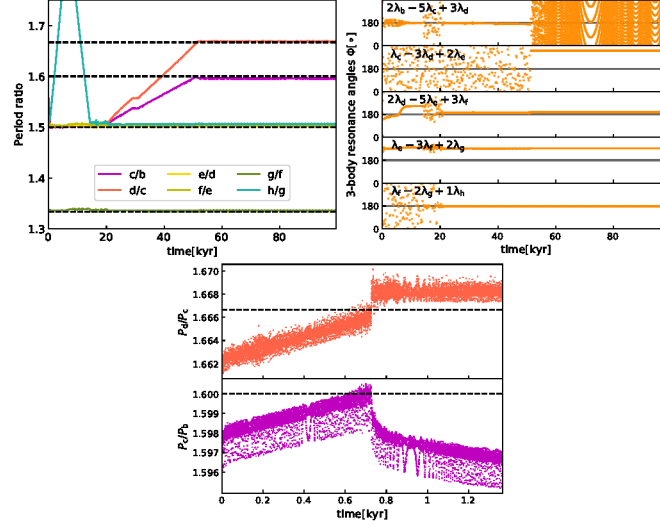 1.6
1.5
1.4
1.3
Period ratio
0
20
40
60
80
time[kyr]
c/b
e/d
g/f
d/c
f/e
h/g
3-body resonance angles Φ[∘]
180
0
180
0
180
0
180
0
180
0
2λb − 5λc + 3λd
λc − 3λd + 2λd
2λd − 5λe + 3λf
λe − 3λf + 2λg
λf − 2λg + 1λh
0
20
40
60
80
time[kyr]
1.670
1.668
1.666
1.664
1.662
Pd/Pc
1.600
1.599
1.598
1.597
1.596
Pc/Pb
0
0.2
0.4
0.6
0.8
1
1.2
time[kyr]